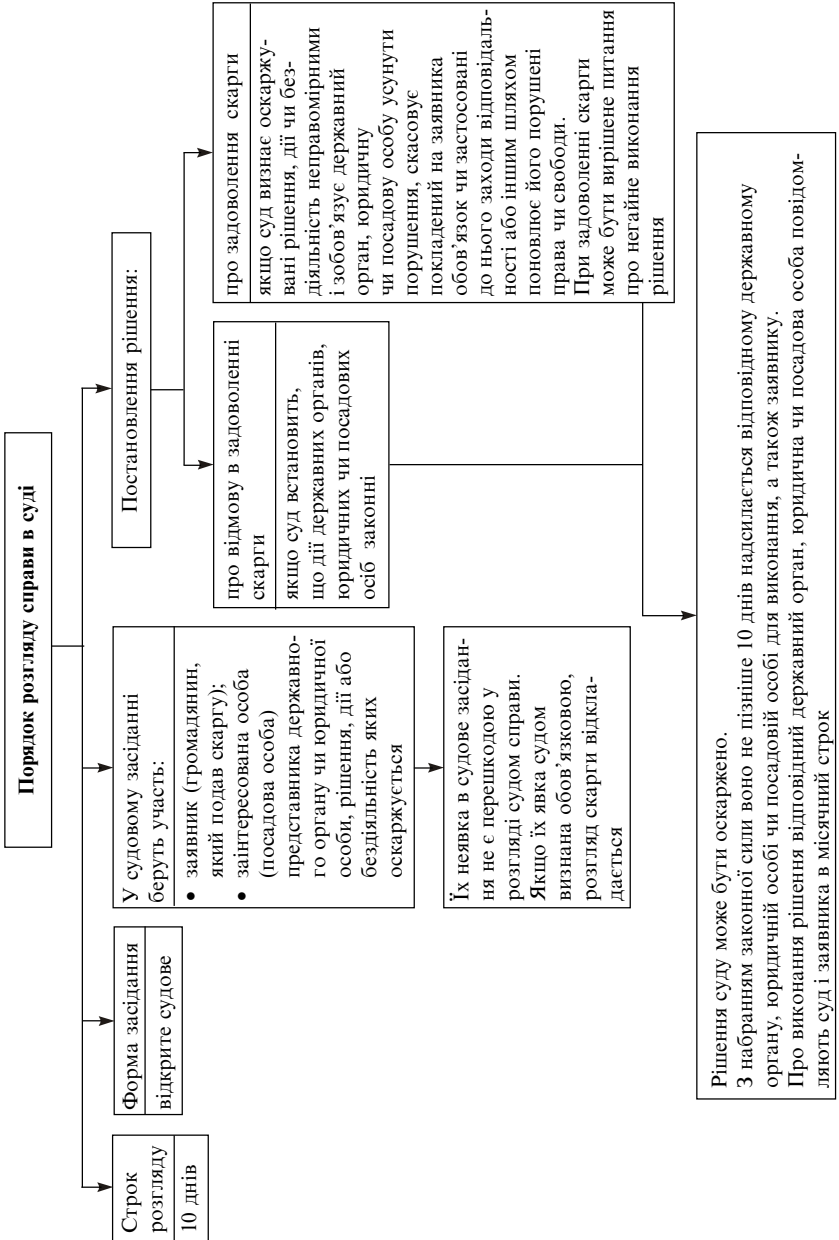 Порядок розгляду справи в суді
Строк
розгляду
10 днів
Форма засідання
відкрите судове
У судовому засіданні
беруть участь:
• заявник (громадянин,
який подав скаргу);
• заінтересована особа
(посадова особа)
представника державно-
го органу чи юридичної
особи, рішення, дії або
бездіяльність яких
оскаржується
Їх неявка в судове засідан-
ня не є перешкодою у
розгляді судом справи.
Якщо їх явка судом
визнана обов’язковою,
розгляд скарги відкла-
дається
Постановлення рішення:
про відмову в задоволенні
скарги
якщо суд встановить,
що дії державних органів,
юридичних чи посадових
осіб законні
про задоволення скарги
якщо суд визнає оскаржу-
вані рішення, дії чи без-
діяльність неправомірними
і зобов’язує державний
орган, юридичну
чи посадову особу усунути
порушення, скасовує
покладений на заявника
обов’язок чи застосовані
до нього заходи відповідаль-
ності або іншим шляхом
поновлює його порушені
права чи свободи.
При задоволенні скарги
може бути вирішене питання
про негайне виконання
рішення
Рішення суду може бути оскаржено.
З набранням законної сили воно не пізніше 10 днів надсилається відповідному державному
органу, юридичній особі чи посадовій особі для виконання, а також заявнику.
Про виконання рішення відповідний державний орган, юридична чи посадова особа повідом-
ляють суд і заявника в місячний строк